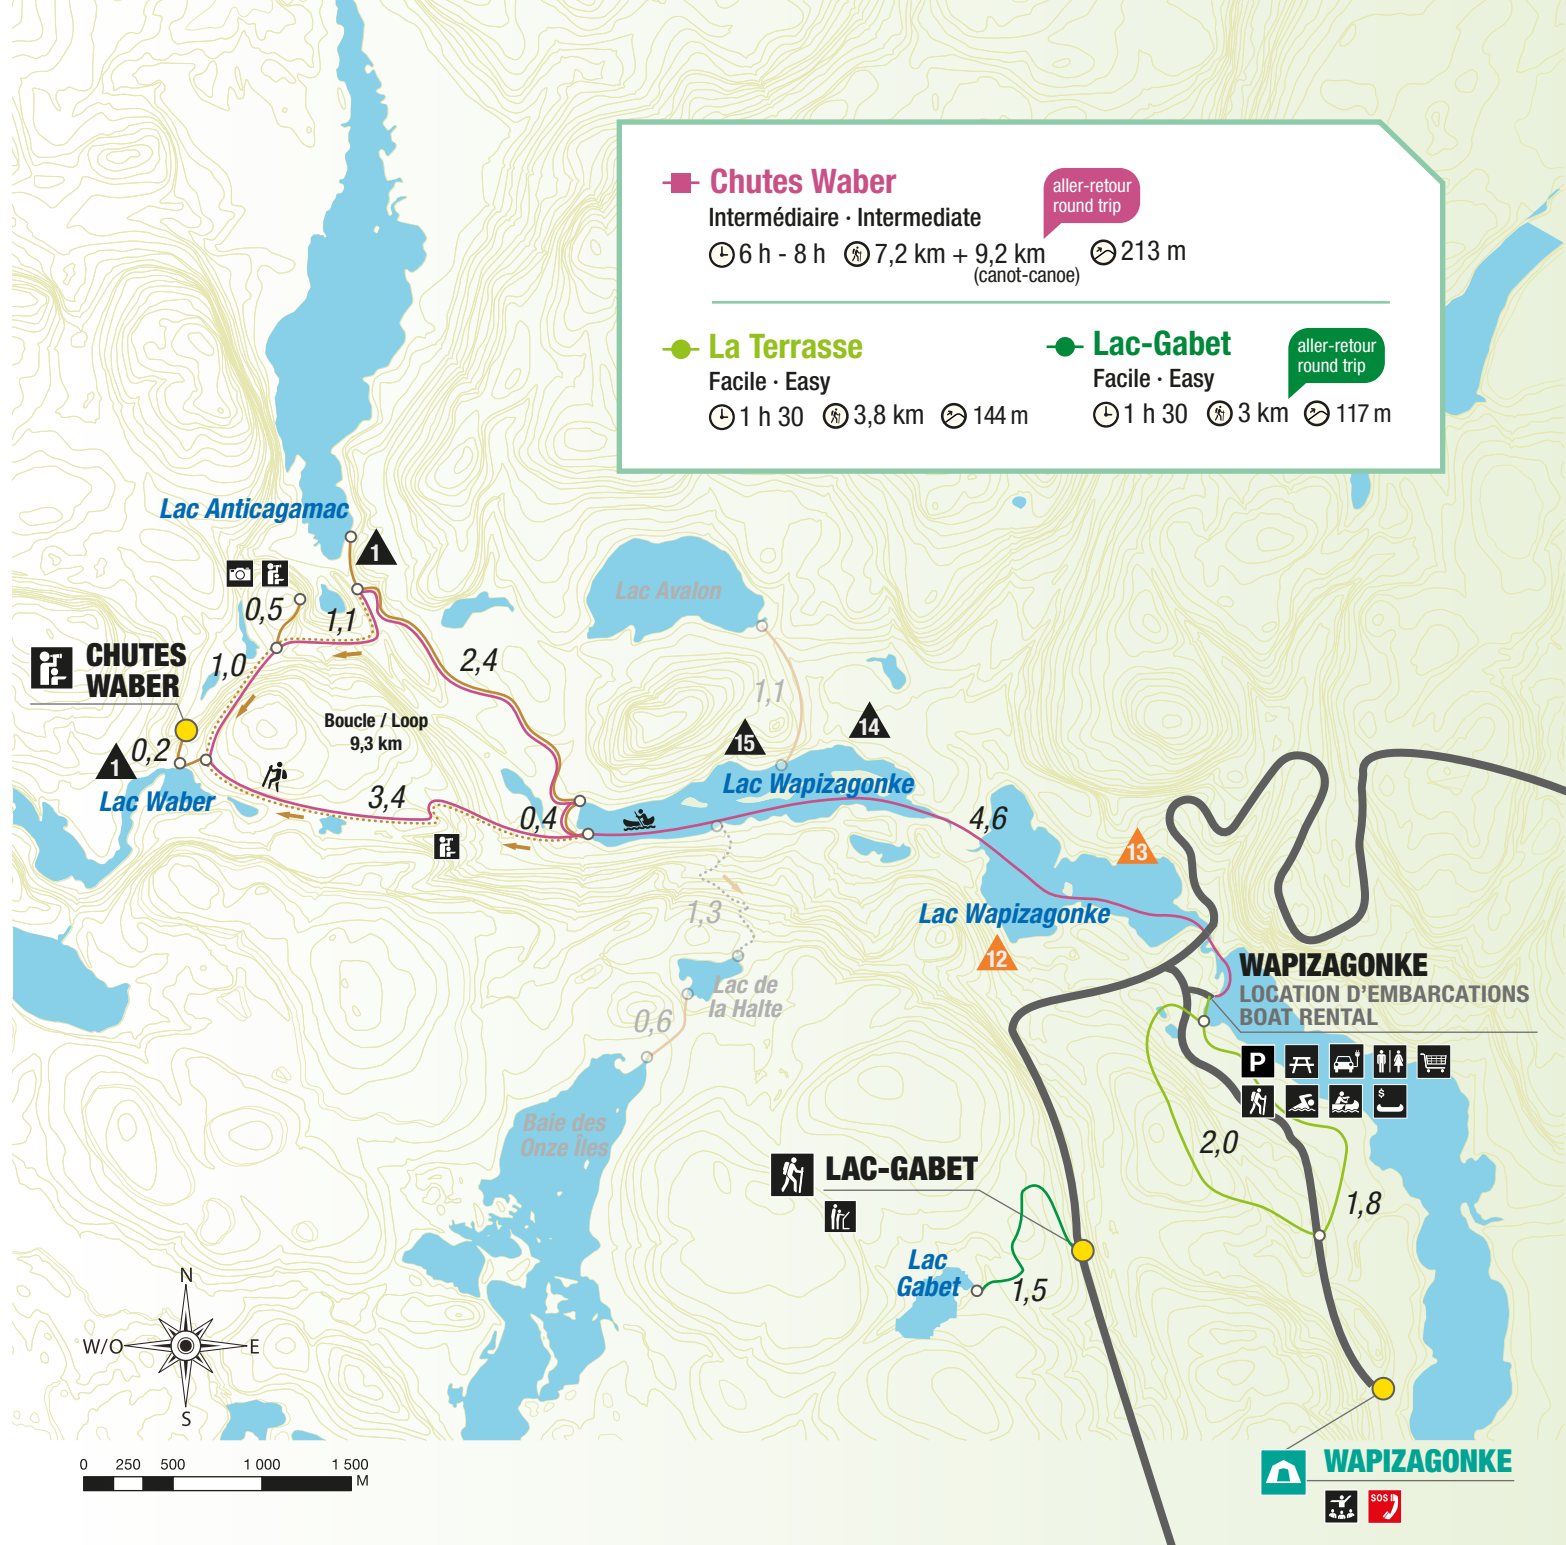 Chutes Waber
aller-retour
round trip
Intermédiaire · Intermediate
6 h - 8 h 7,2 km + 9,2 km 213 m
(canot-canoe)
La Terrasse
Facile · Easy
1 h 30 3,8 km 144 m
Lac-Gabet
aller-retour
round trip
Facile · Easy
1 h 30 3 km 117 m
Lac Anticagamac
1
0,5
1,1
CHUTES
WABER
1,0
2,4
Lac Avalon
1,1
Boucle / Loop
9,3 km
0,2
1
Lac Waber
3,4
0,4
15
14
Lac Wapizagonke
4,6
13
Lac Wapizagonke
12
1,3
Lac de
la Halte
0,6
Baie des
Onze Îles
WAPIZAGONKE
LOCATION D'EMBARCATIONS
BOAT RENTAL
P
$
2,0
1,8
LAC-GABET
Lac
Gabet
1,5
N
W/O
E
S
0 250 500 1 000 1 500
M
WAPIZAGONKE
SOS